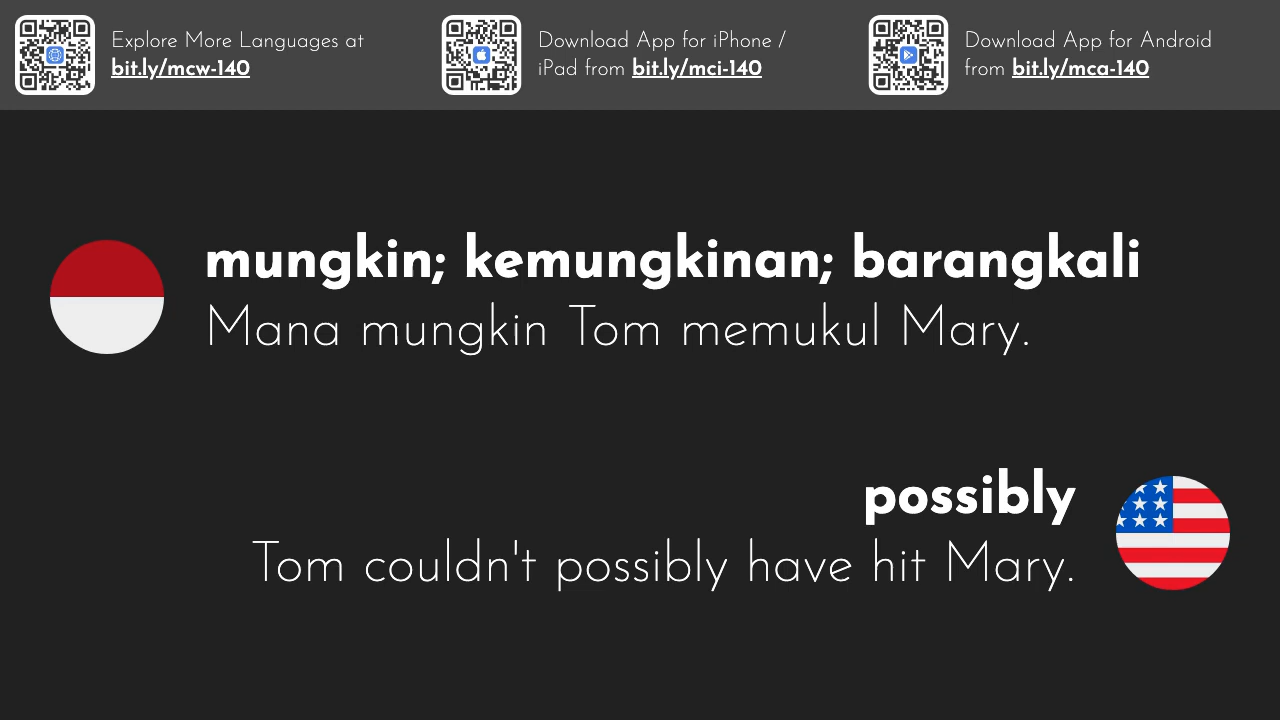 Explore More Languages at
bit.ly/mcw-140
Download App for iPhone /
iPad from bit.ly/mci-140
Download App for Android
from bit.ly/mca-140
mungkin; kemungkinan; barangkali
Mana mungkin Tom memukul Mary.
possibly
Tom couldn't possibly have hit Mary.